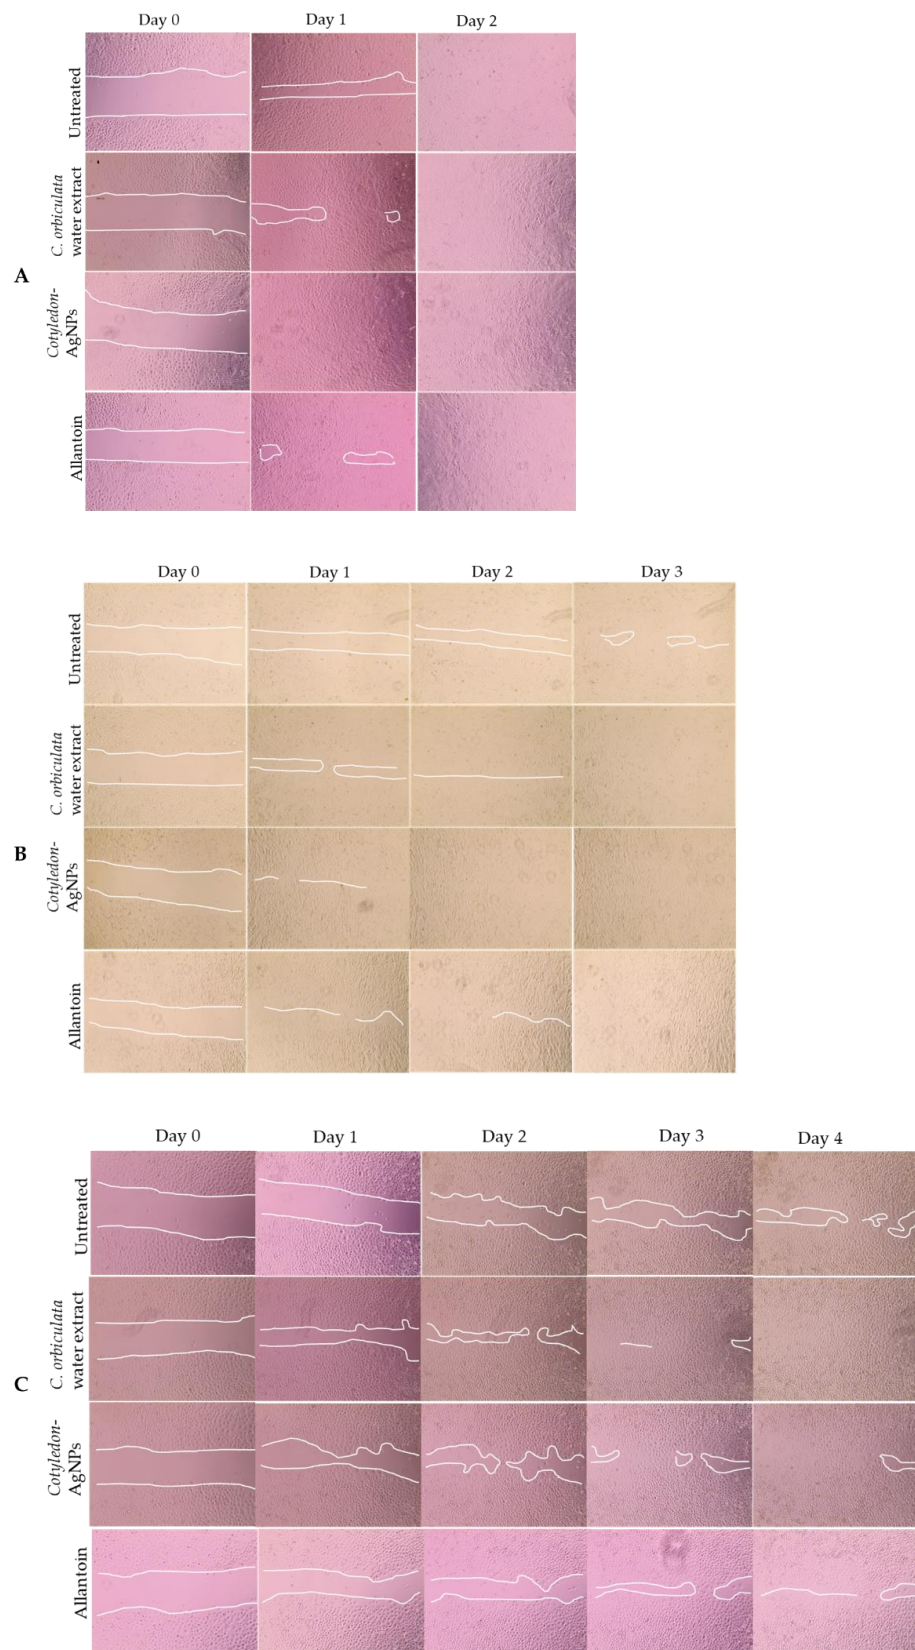 Day 0 Day 1 Day 2
Untreated
C. orbiculata
water extract
A
Cotyledon-
AgNPs
Allantoin
Day 0 Day 1 Day 2 Day 3
Untreated
C. orbiculata
water extract
B
Cotyledon-
AgNPs
Allantoin
Day 0 Day 1 Day 2 Day 3 Day 4
Untreated
C. orbiculata
water extract
C
Cotyledon-
AgNPs
Allantoin